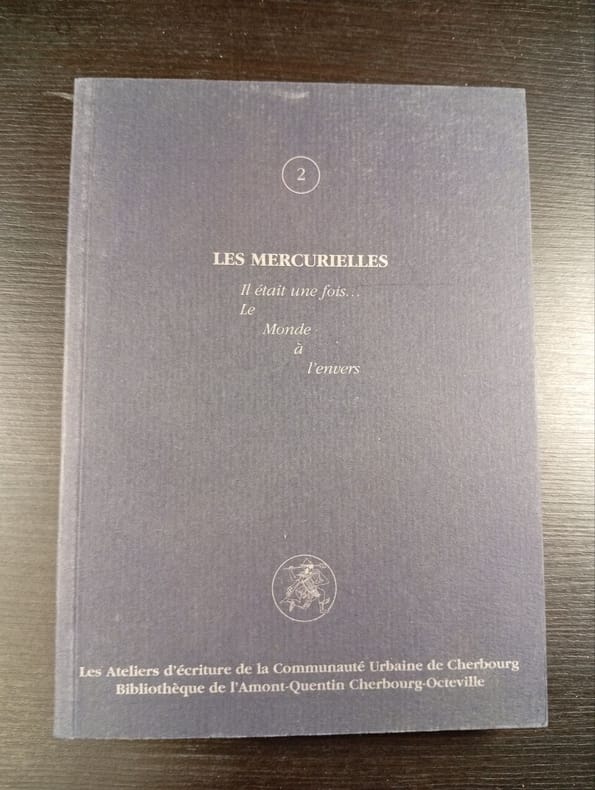 2
LES MERCURIELLES
Il était une fois...
Le
Monde
à
l'envers
Les Ateliers d'écriture de la Communauté Urbaine de Cherbourg
Bibliothèque de l'Amont-Quentin Cherbourg-Octeville